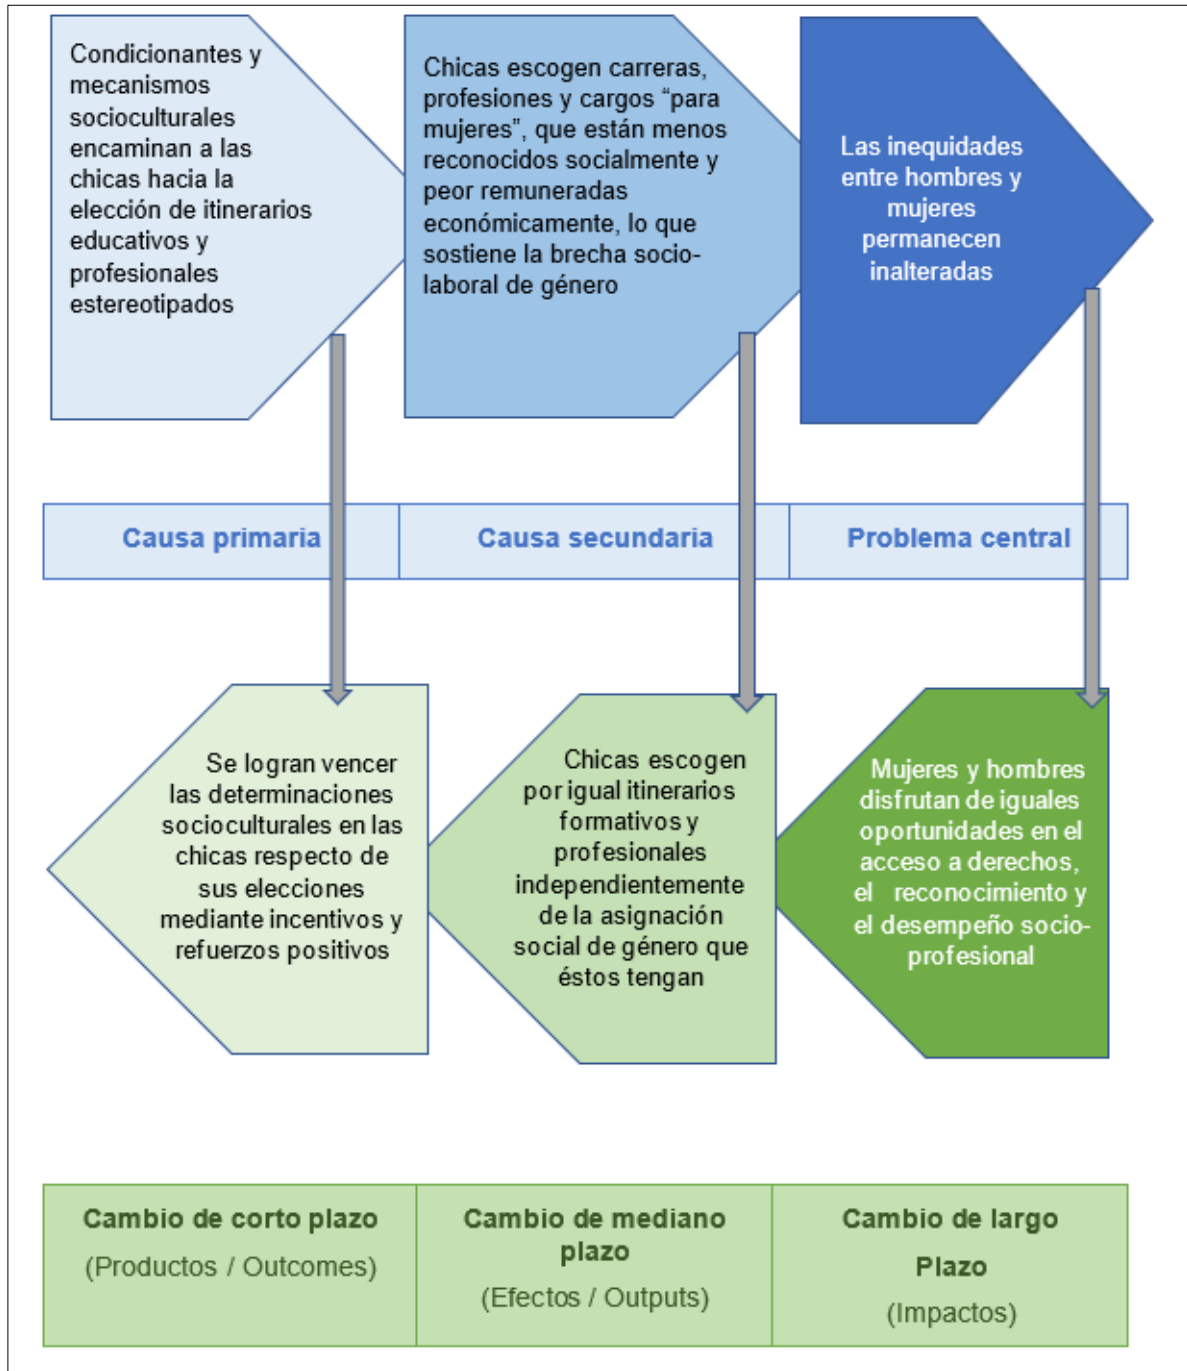 Condicionantes y
mecanismos
socioculturales
encaminan a las
chicas hacia la
elección de itinerarios
educativos y
profesionales
estereotipados
Chicas escogen carreras,
profesiones y cargos “para
mujeres”, que están menos
reconocidos socialmente y
peor remuneradas
económicamente, lo que
sostiene la brecha socio-
laboral de género
Las inequidades
entre hombres y
mujeres
permanecen
inalteradas
Causa primaria
Causa secundaria
Problema central
Se logran vencer
las determinaciones
socioculturales en las
chicas respecto de
sus elecciones
mediante incentivos y
refuerzos positivos
Chicas escogen
por igual itinerarios
formativos y
profesionales
independientemente
de la asignación
social de género que
éstos tengan
Mujeres y hombres
disfrutan de iguales
oportunidades en el
acceso a derechos,
el reconocimiento y
el desempeño socio-
profesional
Cambio de corto plazo
(Productos / Outcomes)
Cambio de mediano
plazo
(Efectos / Outputs)
Cambio de largo
Plazo
(Impactos)